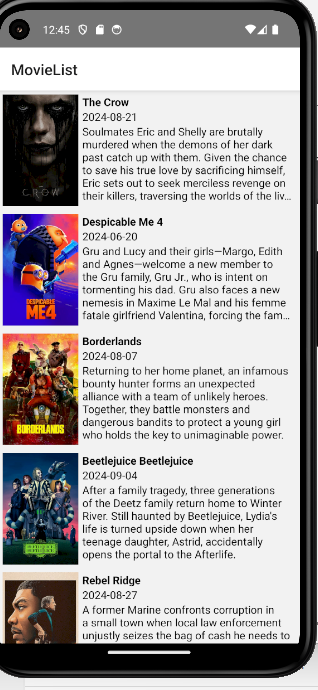 12:45
MovieList
CROW
The Crow
2024-08-21
Soulmates Eric and Shelly are brutally
murdered when the demons of her dark
past catch up with them. Given the chance
to save his true love by sacrificing himself,
Eric sets out to seek merciless revenge on
their killers, traversing the worlds of the liv…
DESPICABLE
ME4
Despicable Me 4
2024-06-20
Gru and Lucy and their girls—Margo, Edith
and Agnes—welcome a new member to
the Gru family, Gru Jr., who is intent on
tormenting his dad. Gru also faces a new
nemesis in Maxime Le Mal and his femme
fatale girlfriend Valentina, forcing the fam…
BORDERLANDS
Borderlands
2024-08-07
Returning to her home planet, an infamous
bounty hunter forms an unexpected
alliance with a team of unlikely heroes.
Together, they battle monsters and
dangerous bandits to protect a young girl
who holds the key to unimaginable power.
Beetlejuice Beetlejuice
2024-09-04
After a family tragedy, three generations
of the Deetz family return home to Winter
River. Still haunted by Beetlejuice, Lydia's
life is turned upside down when her
teenage daughter, Astrid, accidentally
opens the portal to the Afterlife.
Rebel Ridge
2024-08-27
A former Marine confronts corruption in
a small town when local law enforcement
unjustly seizes the bag of cash he needs to